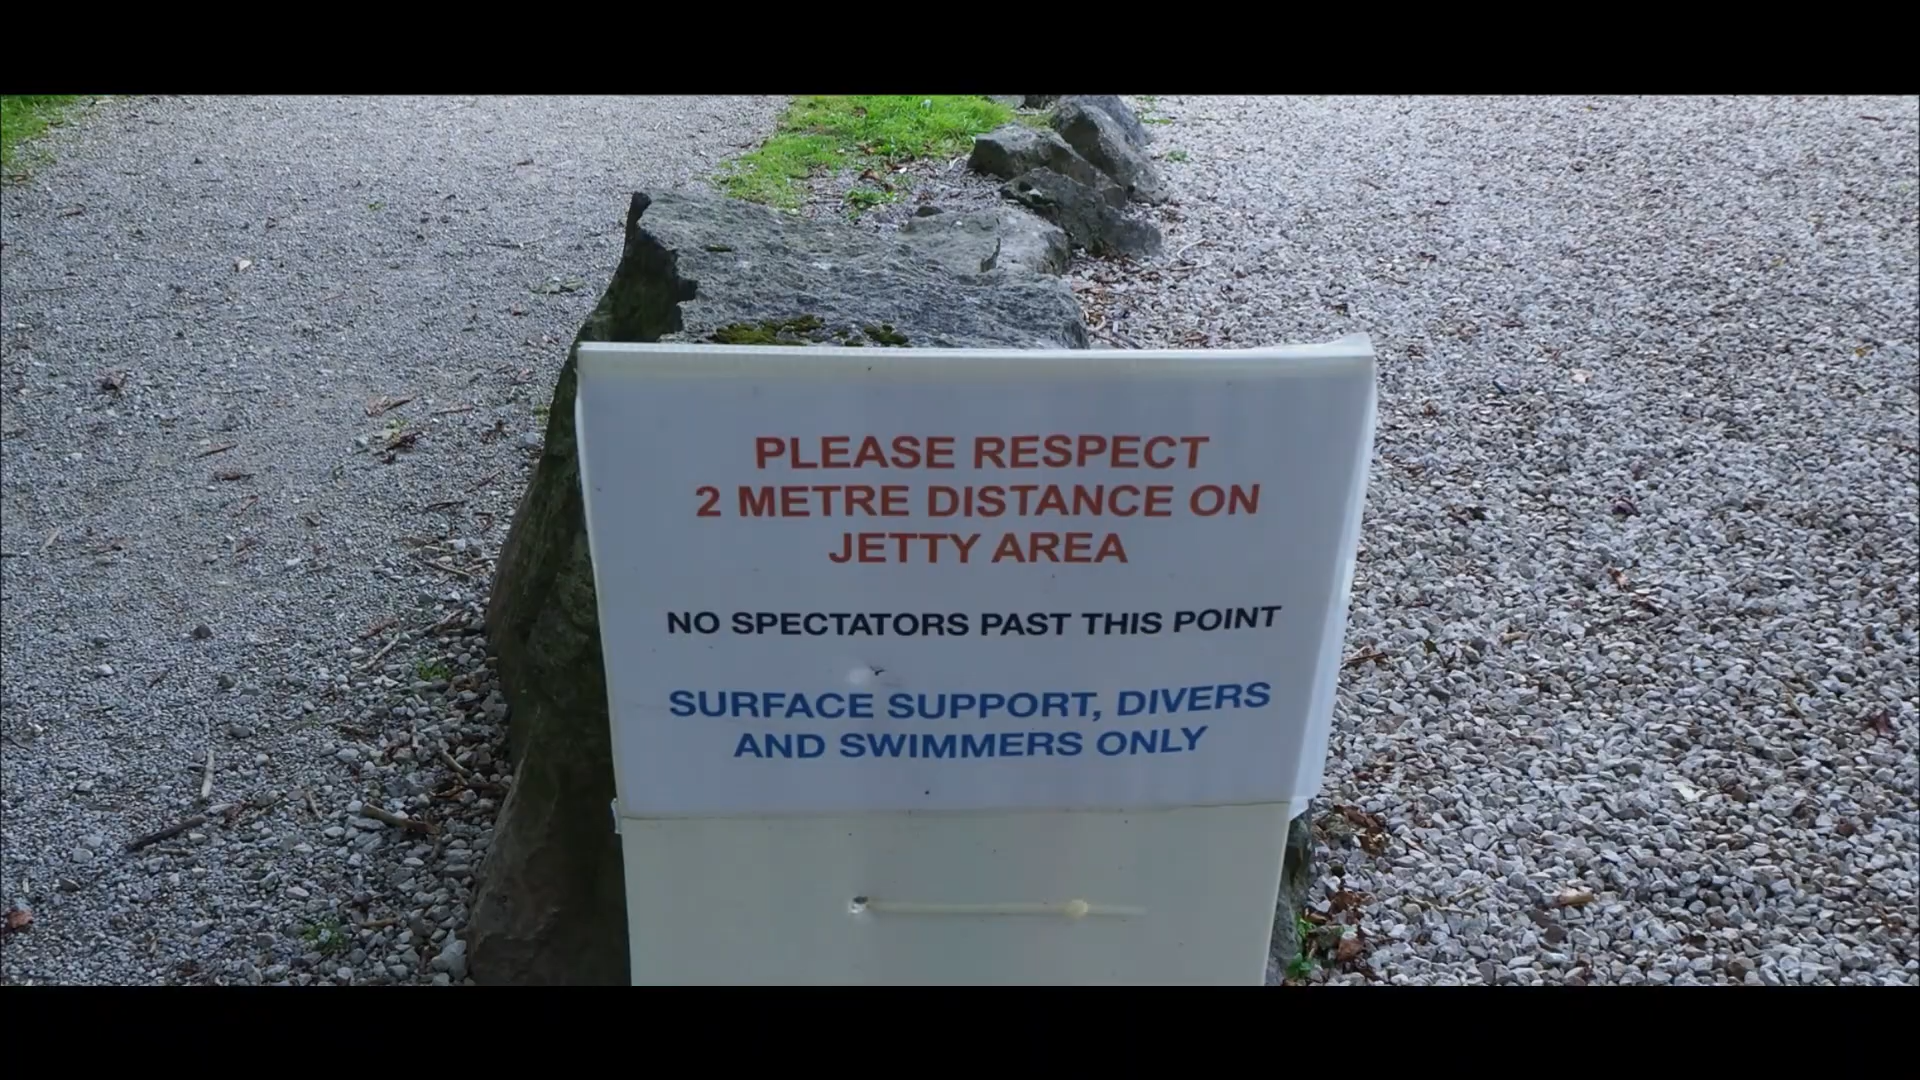 PLEASE RESPECT
2 METRE DISTANCE ON
JETTY AREA
NO SPECTATORS PAST THIS POINT
SURFACE SUPPORT, DIVERS
AND SWIMMERS ONLY